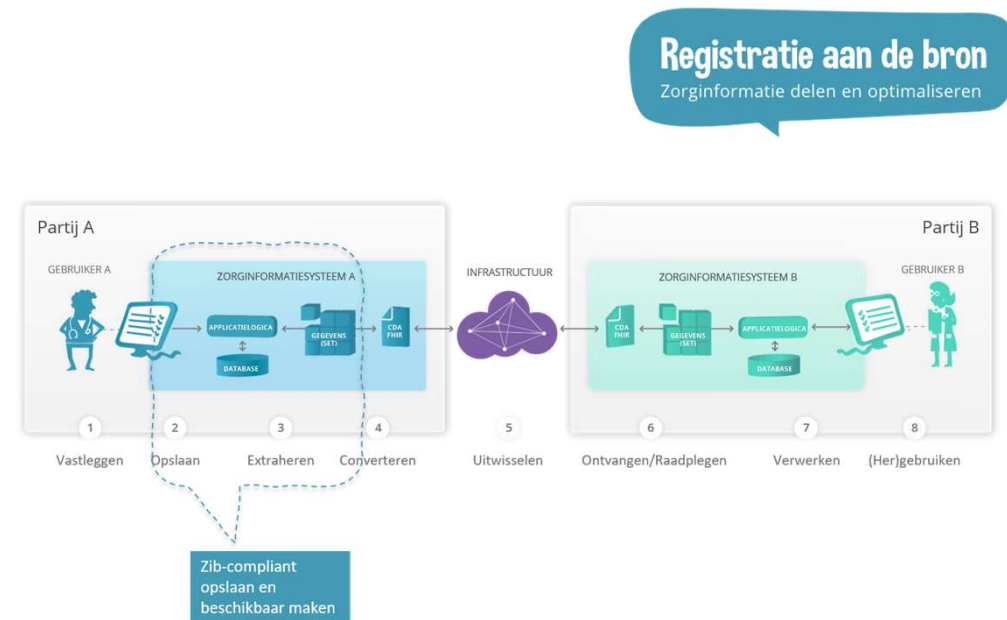 Registratie aan de bron
Zorginformatie delen en optimaliseren
Partij A
Partij B
GEBRUIKER A
ZORGINFORMATIESYSTEEM A
INFRASTRUCTUUR
ZORGINFORMATIESYSTEEM B
GEBRUIKER B
APPLICATIELOGICA
GEGEVENS
(SET)
CDA
FHIR
DATABASE
CDA
FHIR
GEGEVENS
(SET)
APPLICATIELOGICA
DATABASE
1
2
3
4
5
6
7
8
Vastleggen
Opslaan
Extraheren
Converteren
Uitwisselen
Ontvangen/Raadplegen
Verwerken
(Her)gebruiken
Zib-compliant
opslaan en
beschikbaar maken